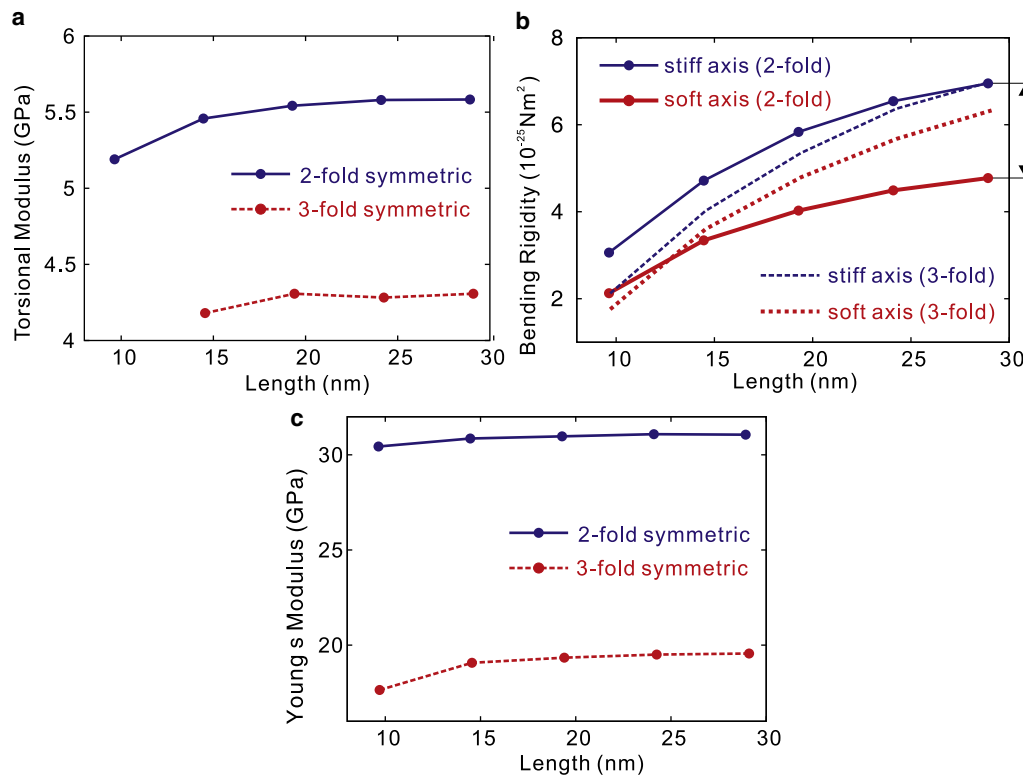 a
Torsional Modulus (GPa)
6
5.5
5
4.5
4
2-fold symmetric
3-fold symmetric
10 15 20 25 30
Length (nm)
b
Bending Rigidity (10⁻²⁵ Nm²)
8
6
4
2
stiff axis (2-fold)
soft axis (2-fold)
stiff axis (3-fold)
soft axis (3-fold)
10 15 20 25 30
Length (nm)
c
Young s Modulus (GPa)
30
25
20
2-fold symmetric
3-fold symmetric
10 15 20 25 30
Length (nm)